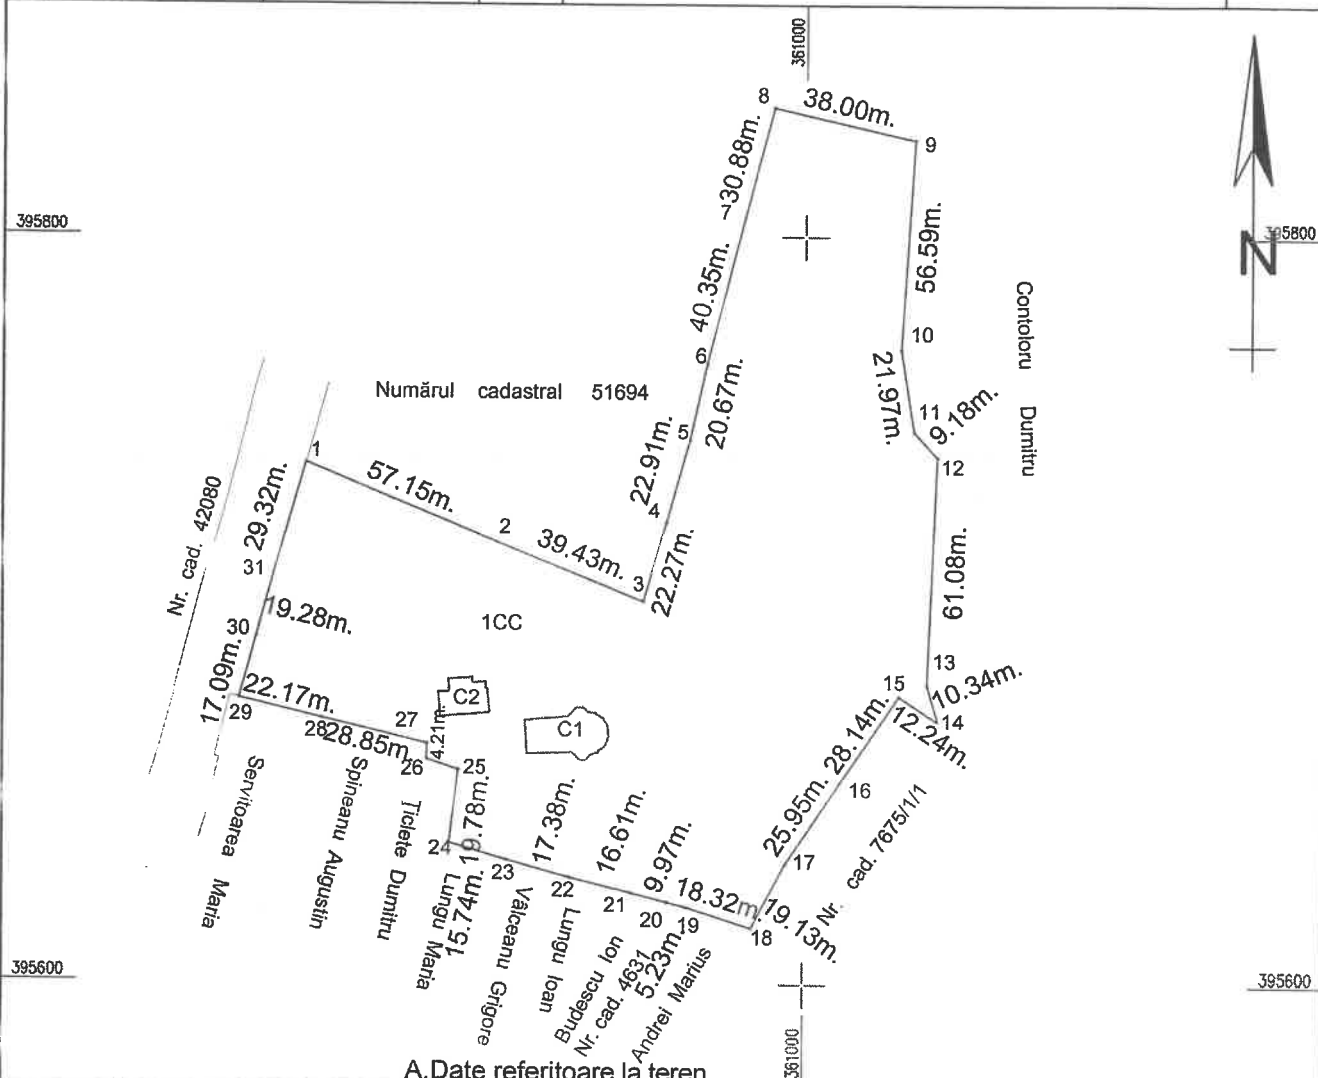 361000
8
38.00m.
9
30.88m.
7
395800
395800
N
40.35m.
56.59m.
Contoloru Dumitru
10
6
20.67m.
21.97m.
Numărul cadastral 51694
11
9.18m.
5
12
1
57.15m.
22.91m.
4
29.32m.
Nr. cad. 42080
2
39.43m.
3
22.27m.
31
61.08m.
19.28m.
30
1CC
13
10.34m.
15
14
12.24m.
17.09m.
22.17m.
29
28
28.85m.
27
4.21m.
26
25
C2
C1
28.14m.
16
25.95m.
17
Nr. cad. 7675/1/1
19.78m.
24
15.74m.
23
17.38m.
22
16.61m.
21
9.97m.
20
18.32m.
19
5.23m.
18
19.13m.
Servitoarea Maria
Spineanu Augustin
Țiclete Dumitru
Lungu Maria
Vâlceanu Grigore
Lungu Ioan
Budescu Ion
Nr. cad. 4631
Andrei Marius
395600
395600
361000
A.Date referitoare la teren